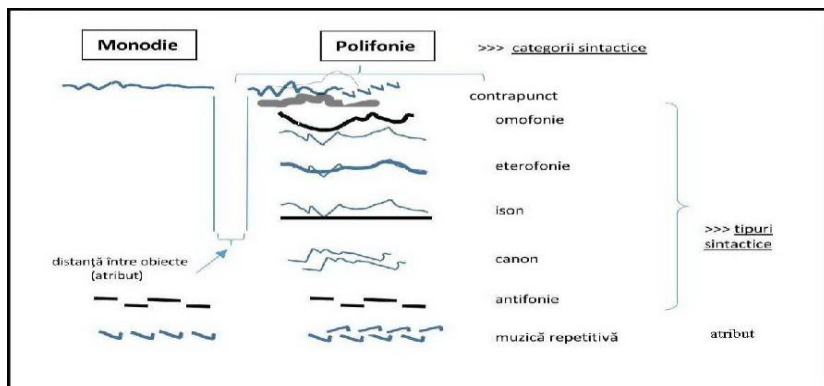 Monodie
Polifonie
>>> categorii sintactice
contrapunct
omofonie
eterofonie
ison
>>> tipuri
sintactice
distanță între obiecte
(atribut)
canon
antifonie
muzică repetitivă
atribut